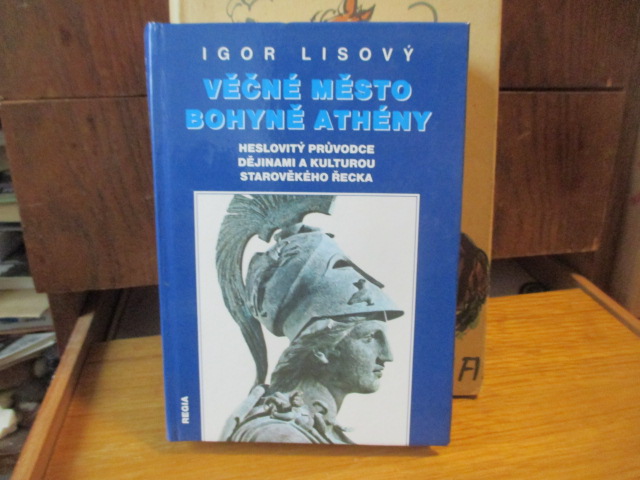 IGOR LISOVÝ
VĚČNÉ MĚSTO
BOHYNĚ ATHÉNY
HESLOVITÝ PRŮVODCE
DĚJINAMI A KULTUROU
STAROVĚKÉHO ŘECKA
REGIA